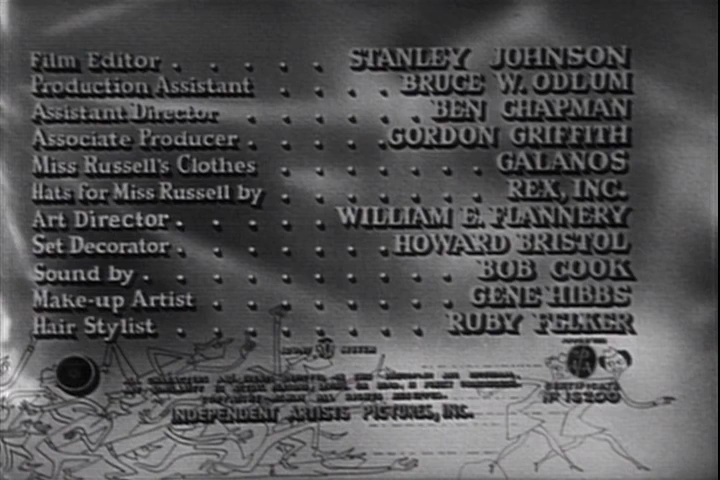 Film Editor . . . . . STANLEY JOHNSON
Production Assistant . . . . BRUCE W. ODLUM
Assistant Director . . . . . . BEN CHAPMAN
Associate Producer . . . . . GORDON GRIFFITH
Miss Russell's Clothes . . . . . . . GALANOS
Hats for Miss Russell by . . . . . . . REX, INC.
Art Director . . . . . . WILLIAM E. FLANNERY
Set Decorator . . . . . . . HOWARD BRISTOL
Sound by . . . . . . . . . . BOB COOK
Make-up Artist . . . . . . . . GENE HIBBS
Hair Stylist . . . . . . . . . RUBY FELKER
SYSTEM
CERTIFICATE
INDEPENDENT ARTISTS PICTURES, INC.